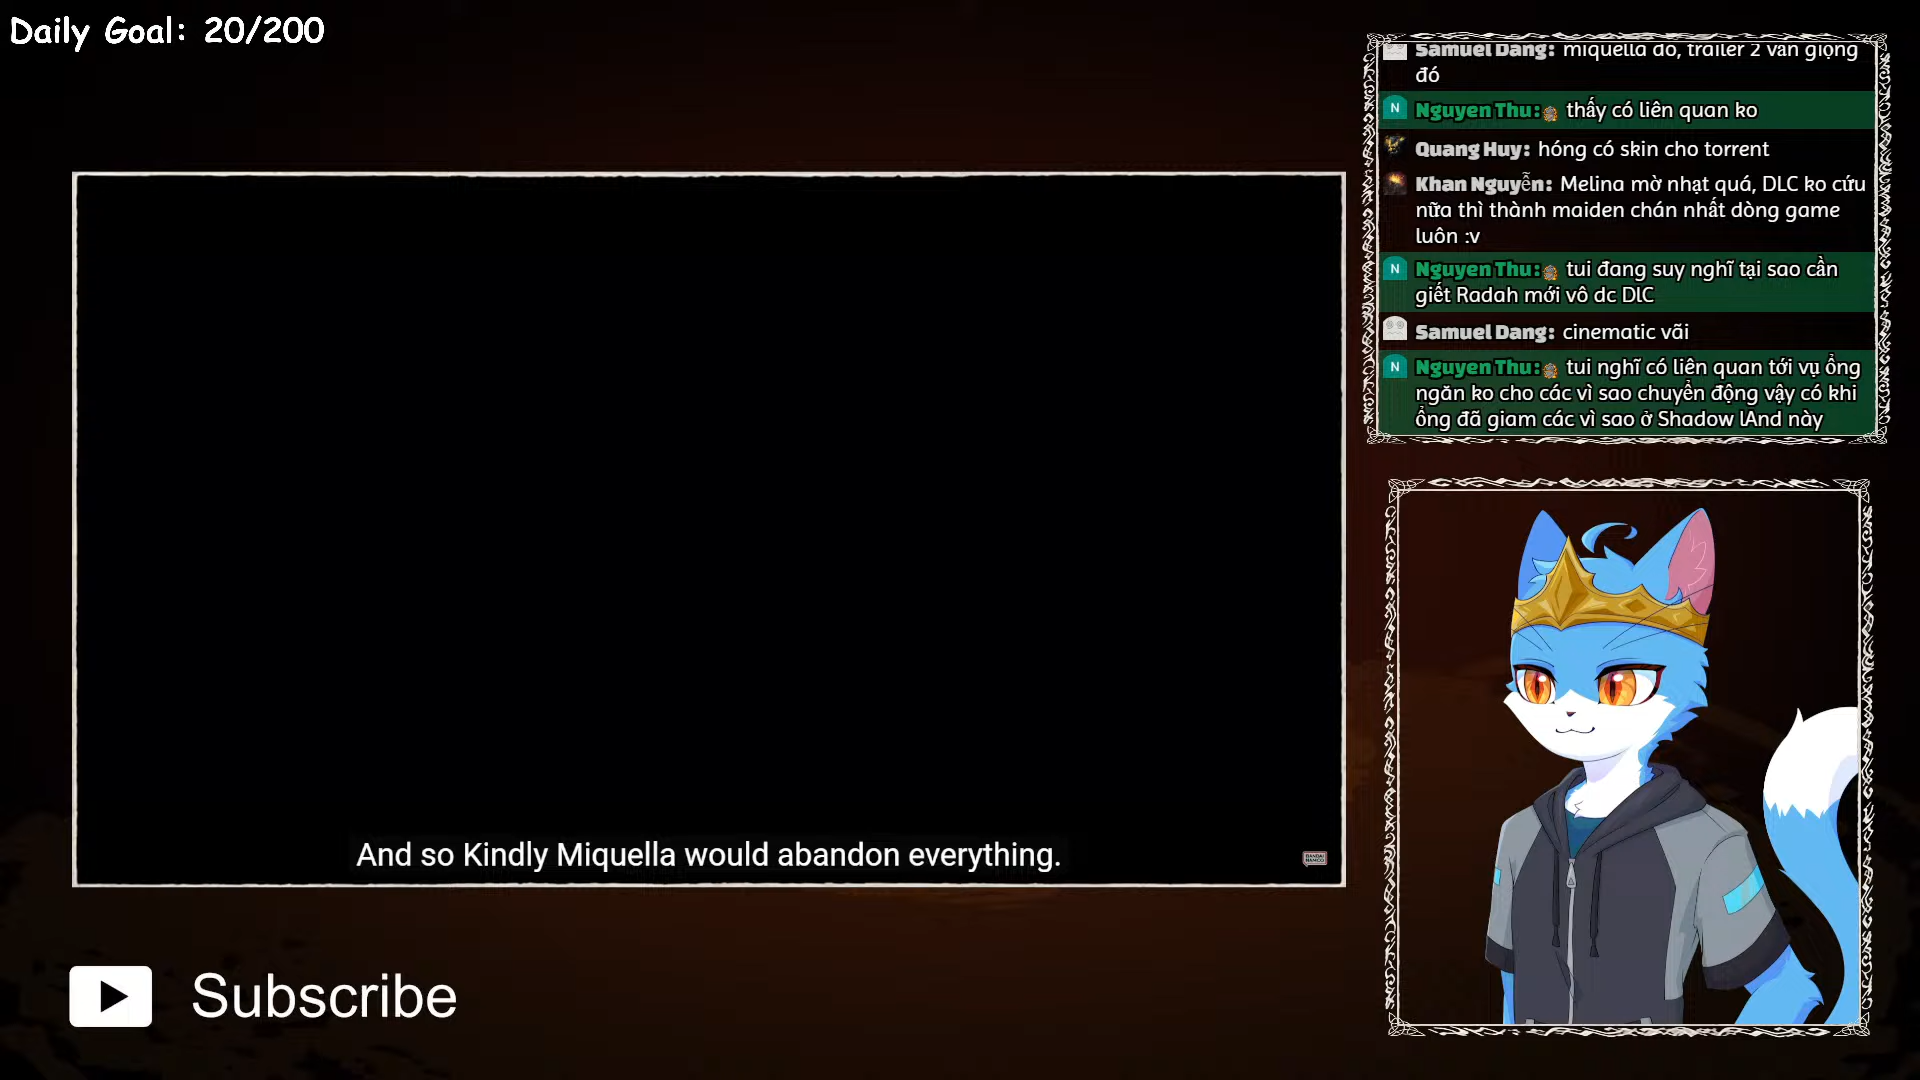 Daily Goal: 20/200
Samuel Dang: miquella đó, trailer 2 vẫn giọng
đó
N Nguyen Thu: thấy có liên quan ko
Quang Huy: hóng có skin cho torrent
Khan Nguyễn: Melina mờ nhạt quá, DLC ko cứu
nữa thì thành maiden chán nhất dòng game
luôn :v
N Nguyen Thu: tui đang suy nghĩ tại sao cần
giết Radah mới vô dc DlC
Samuel Dang: cinematic vãi
N Nguyen Thu: tui nghĩ có liên quan tới vụ ổng
ngăn ko cho các vì sao chuyển động vậy có khi
ổng đã giam các vì sao ở Shadow lAnd này
And so Kindly Miquella would abandon everything.
BANDAI
NAMCO
Subscribe